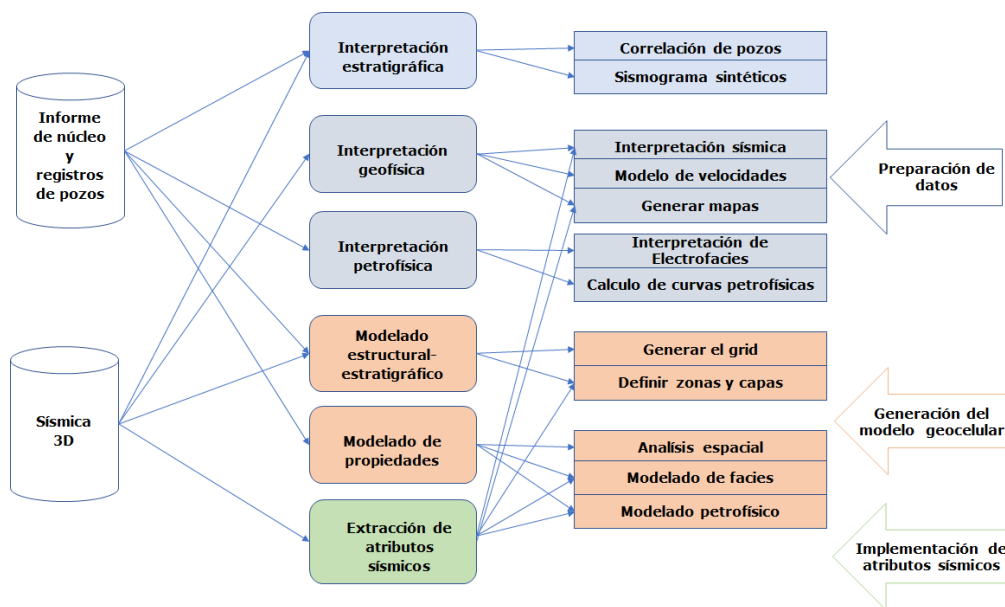 Informe
de núcleo
y
registros
de pozos
Sísmica
3D
Interpretación
estratigráfica
Interpretación
geofísica
Interpretación
petrofísica
Modelado
estructural-
estratigráfico
Modelado de
propiedades
Extracción de
atributos
sísmicos
Correlación de pozos
Sismograma sintéticos
Interpretación sísmica
Modelo de velocidades
Generar mapas
Interpretación de
Electrofacies
Calculo de curvas petrofísicas
Generar el grid
Definir zonas y capas
Analísis espacial
Modelado de facies
Modelado petrofísico
Preparación de
datos
Generación del
modelo geocelular
Implementación de
atributos sísmicos